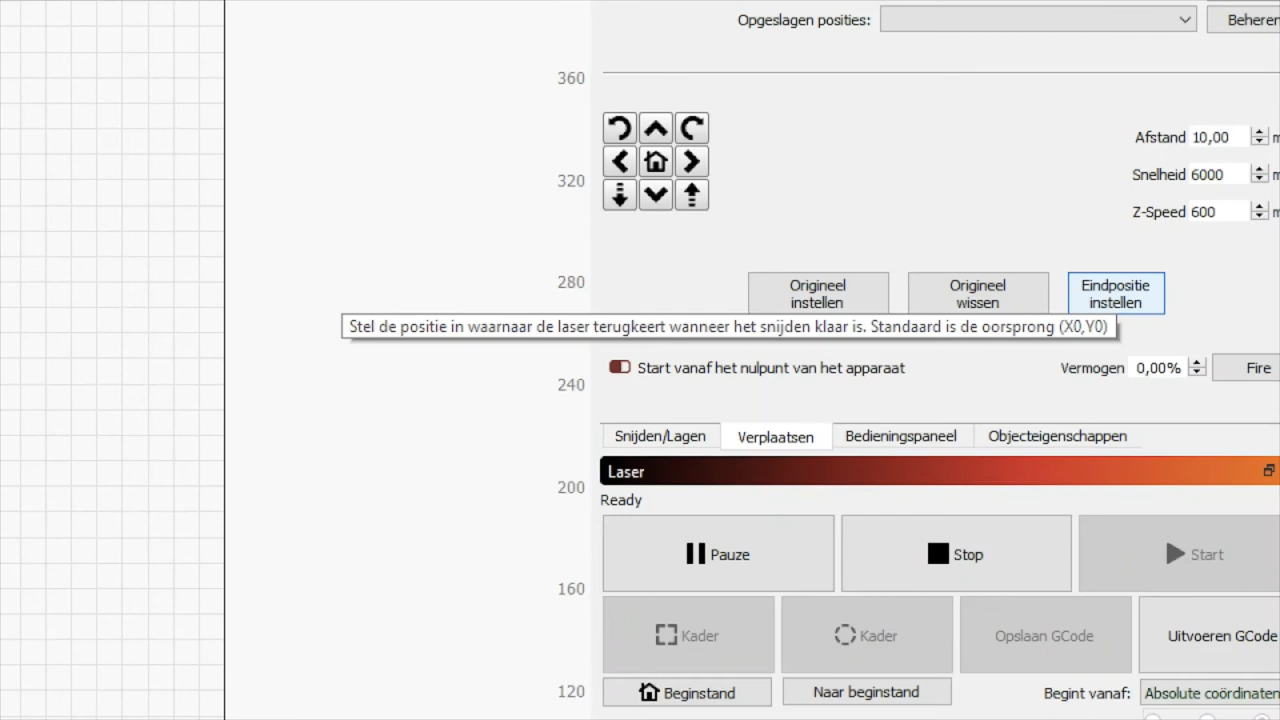 Opgeslagen posities:
Beheren
360
Afstand 10,00
320
Snelheid 6000
Z-Speed 600
280
Origineel
instellen
Origineel
wissen
Eindpositie
instellen
Stel de positie in waarnaar de laser terugkeert wanneer het snijden klaar is. Standaard is de oorsprong (X0,Y0)
Start vanaf het nulpunt van het apparaat
Vermogen 0,00%
Fire
240
Snijden/Lagen
Verplaatsen
Bedieningspaneel
Objecteigenschappen
Laser
200
Ready
Pauze
Stop
Start
160
Kader
Kader
Opslaan GCode
Uitvoeren GCode
120
Beginstand
Naar beginstand
Begint vanaf:
Absolute coördinaten